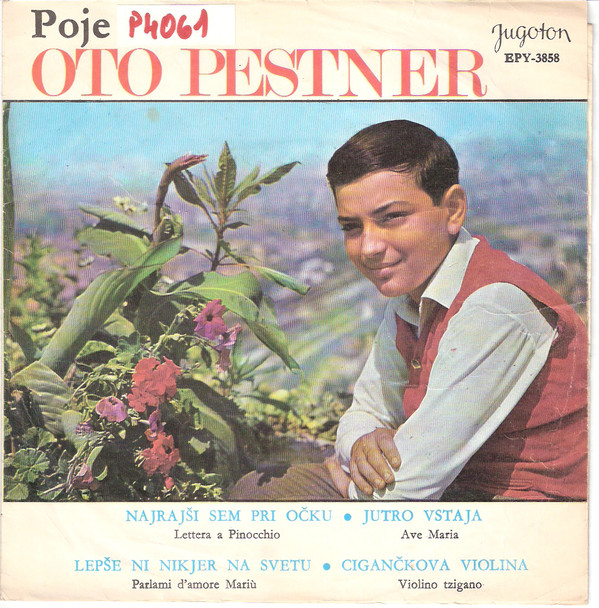 Poje P4061
Jugoton
EPY-3858
OTO PESTNER
NAJRAJŠI SEM PRI OČKU • JUTRO VSTAJA
Lettera a Pinocchio Ave Maria
LEPŠE NI NIKJER NA SVETU • CIGANČKOVA VIOLINA
Parlami d'amore Mariù Violino tzigano